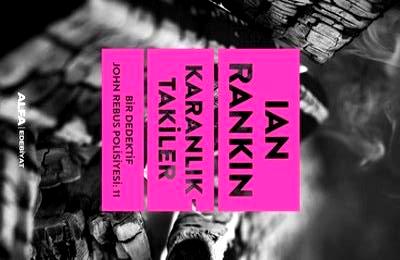 IAN
RANKIN
KARANLIK
TAKİLER
BİR DEDEKTİF
JOHN REBUS POLİSİYESİ: 11
ALFA | EDEBİYAT